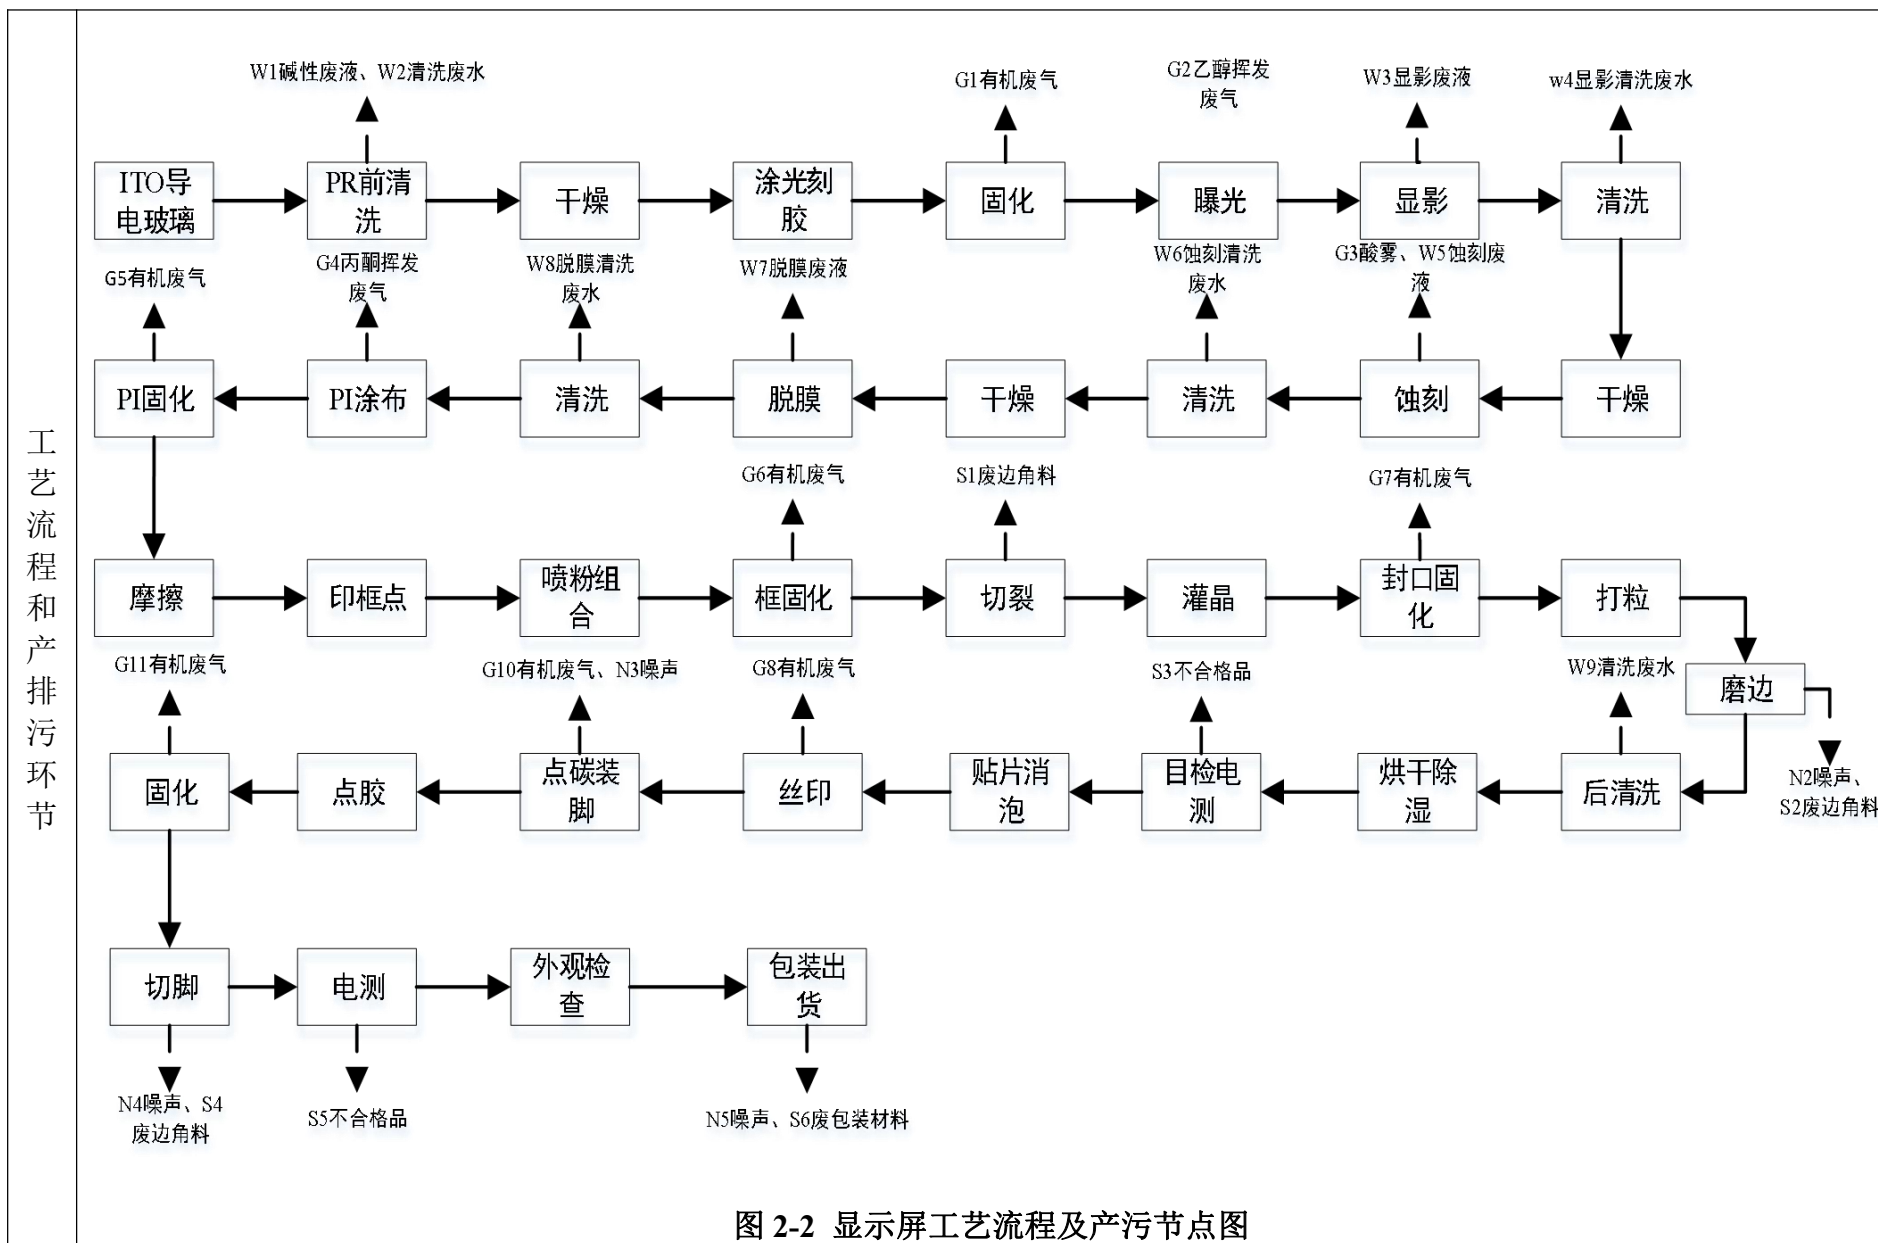 工艺流程和产排污环节
W1碱性废液、W2清洗废水
G1有机废气
G2乙醇挥发
废气
W3显影废液
w4显影清洗废水
ITO导
电玻璃
PR前清
洗
干燥
涂光刻
胶
固化
曝光
显影
清洗
G5有机废气
G4丙酮挥发
废气
W8脱膜清洗
废水
W7脱膜废液
W6蚀刻清洗
废水
G3酸雾、W5蚀刻废
液
PI固化
PI涂布
清洗
脱膜
干燥
清洗
蚀刻
干燥
G6有机废气
S1废边角料
G7有机废气
摩擦
印框点
喷粉组
合
框固化
切裂
灌晶
封口固
化
打粒
磨边
G11有机废气
G10有机废气、N3噪声
G8有机废气
S3不合格品
W9清洗废水
N2噪声、
S2废边角料
固化
点胶
点碳装
脚
丝印
贴片消
泡
目检电
测
烘干除
湿
后清洗
切脚
电测
外观检
查
包装出
货
N4噪声、S4
废边角料
S5不合格品
N5噪声、S6废包装材料
图 2-2 显示屏工艺流程及产污节点图